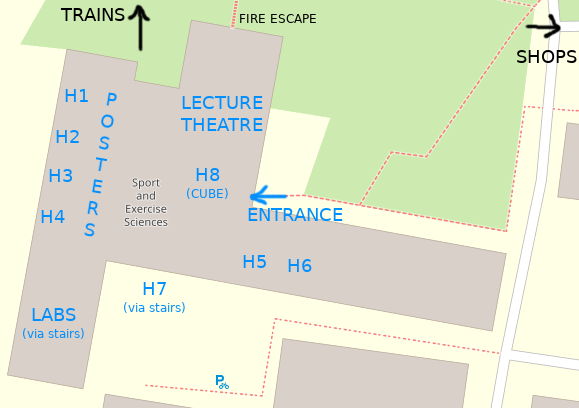 TRAINS
FIRE ESCAPE
SHOPS
H1
POSTERS
LECTURE
THEATRE
H2
H3
H8
(CUBE)
Sport
and
Exercise
Sciences
H4
ENTRANCE
H5
H6
H7
(via stairs)
LABS
(via stairs)
P